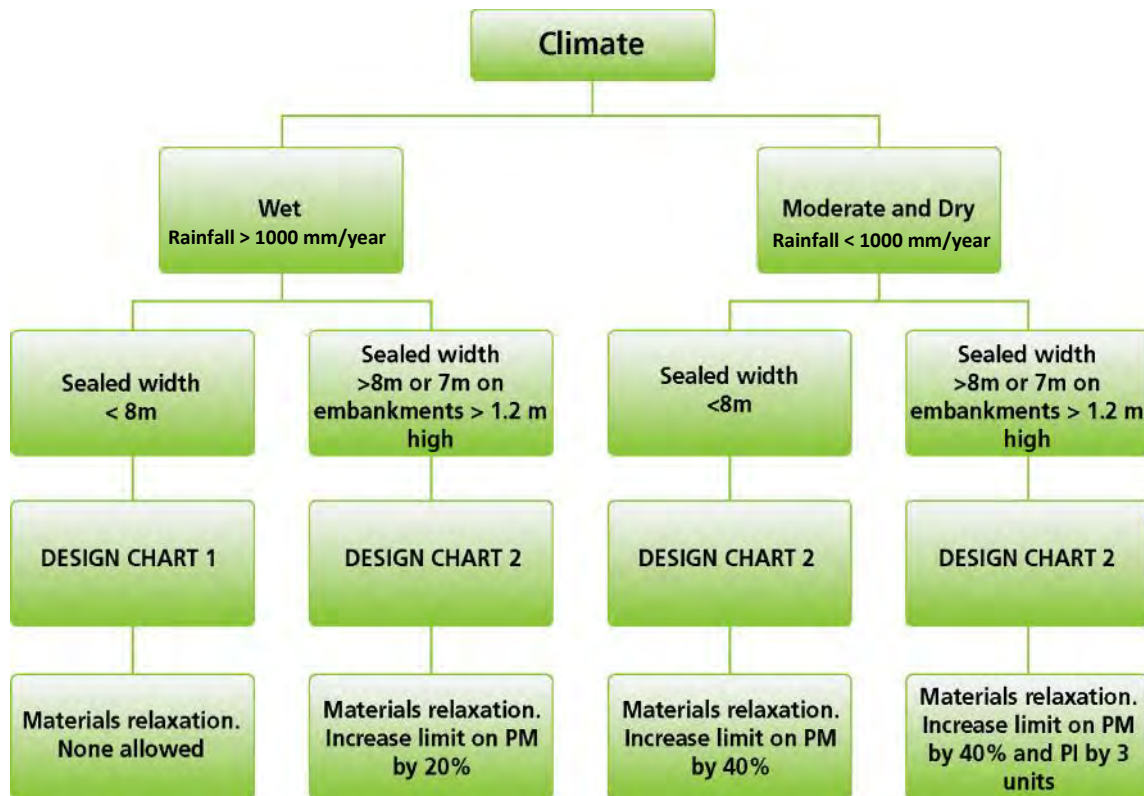 Climate
Wet
Rainfall > 1000 mm/year
Moderate and Dry
Rainfall < 1000 mm/year
Sealed width
< 8m
Sealed width
>8m or 7m on
embankments > 1.2 m
high
Sealed width
<8m
Sealed width
>8m or 7m on
embankments > 1.2 m
high
DESIGN CHART 1
DESIGN CHART 2
DESIGN CHART 2
DESIGN CHART 2
Materials relaxation.
None allowed
Materials relaxation.
Increase limit on PM
by 20%
Materials relaxation.
Increase limit on PM
by 40%
Materials relaxation.
Increase limit on PM
by 40% and PI by 3
units